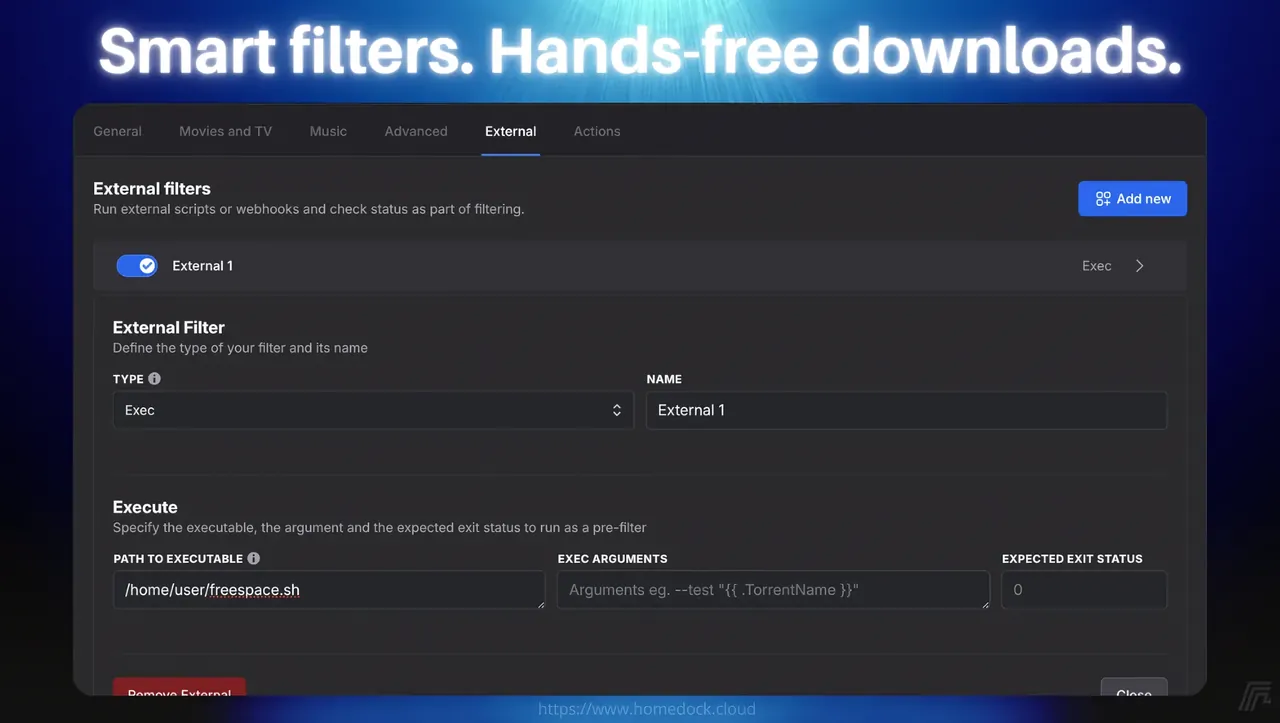 Smart filters. Hands-free downloads.
General Movies and TV Music Advanced External Actions
External filters
Run external scripts or webhooks and check status as part of filtering.
Add new
External 1
Exec
External Filter
Define the type of your filter and its name
TYPE
NAME
Exec
External 1
Execute
Specify the executable, the argument and the expected exit status to run as a pre-filter
PATH TO EXECUTABLE
EXEC ARGUMENTS
EXPECTED EXIT STATUS
/home/user/freespace.sh
Arguments eg. --test "{{ .TorrentName }}"
0
Remove External
Close
https://www.homedock.cloud